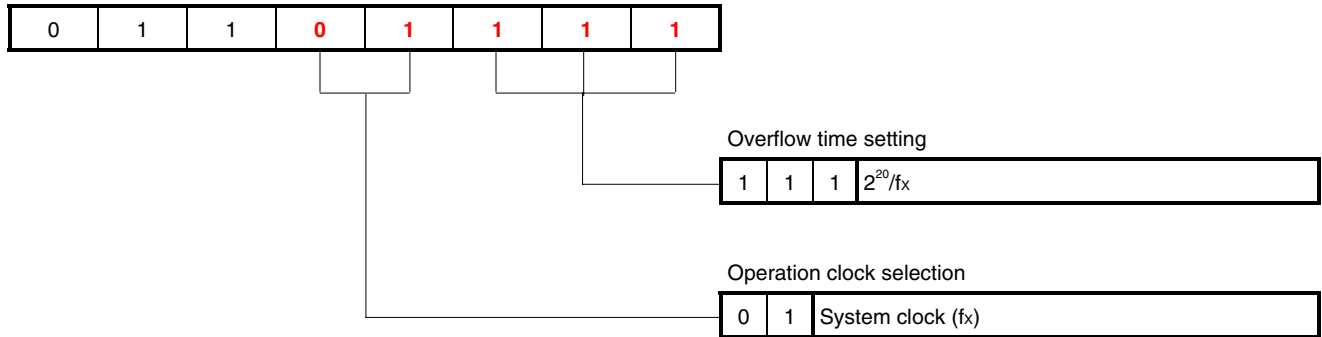 0 1 1 0 1 1 1 1
Overflow time setting
1 1 1 2²⁰/fx
Operation clock selection
0 1 System clock (fx)